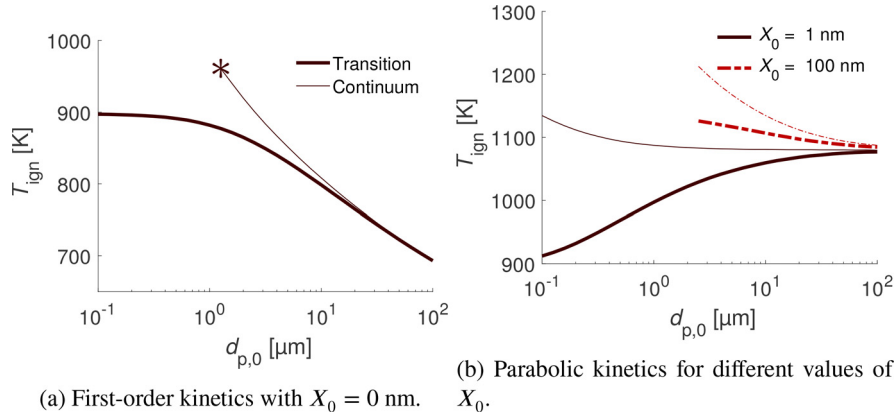 1000
900
800
700
T_ign [K]
Transition
Continuum
10^-1 10^0 10^1 10^2
d_p,0 [μm]
(a) First-order kinetics with X_0 = 0 nm.
1300
1200
1100
1000
900
T_ign [K]
X_0 = 1 nm
X_0 = 100 nm
10^-1 10^0 10^1 10^2
d_p,0 [μm]
(b) Parabolic kinetics for different values of
X_0.